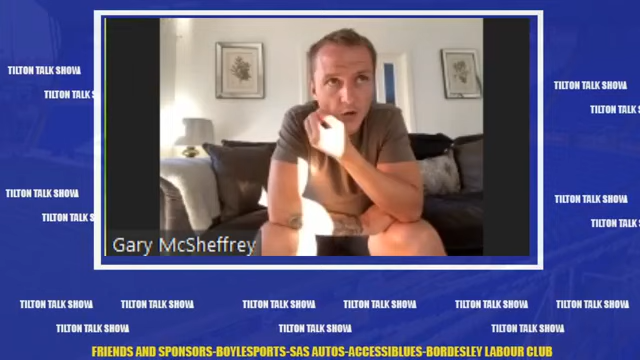 TILTON TALK SHOW
TILTON TALK SHOW
TILTON TALK S
TILTON TALK
TILTON TALK SHOW
TILTON TALK SHOW
TILTON TALK S
TILTON TALK
Gary McSheffrey
TILTON TALK SHOW TILTON TALK SHOW TILTON TALK SHOW TILTON TALK SHOW TILTON TALK SHOW TILTON TALK SHOW
TILTON TALK SHOW TILTON TALK SHOW TILTON TALK SHOW
FRIENDS AND SPONSORS-BOYLESPORTS-SAS AUTOS-ACCESSIBLUES-BORDESLEY LABOUR CLUB